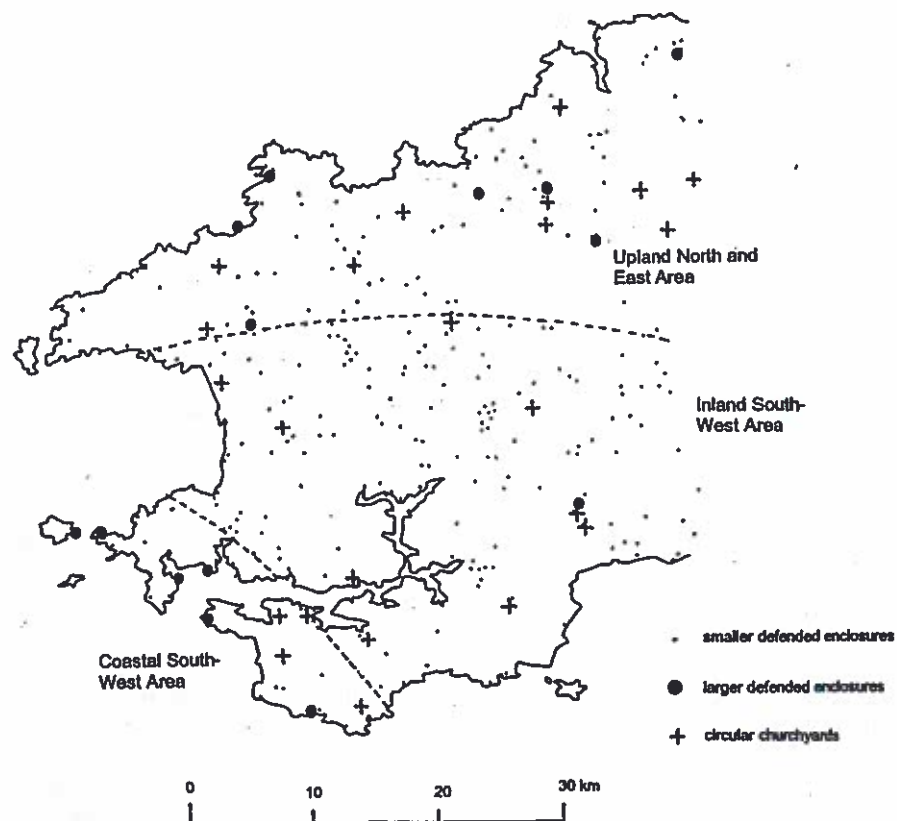 Upland North and
East Area
Inland South-
West Area
Coastal South-
West Area
smaller defended enclosures
larger defended enclosures
circular churchyards
0
10
20
30 km